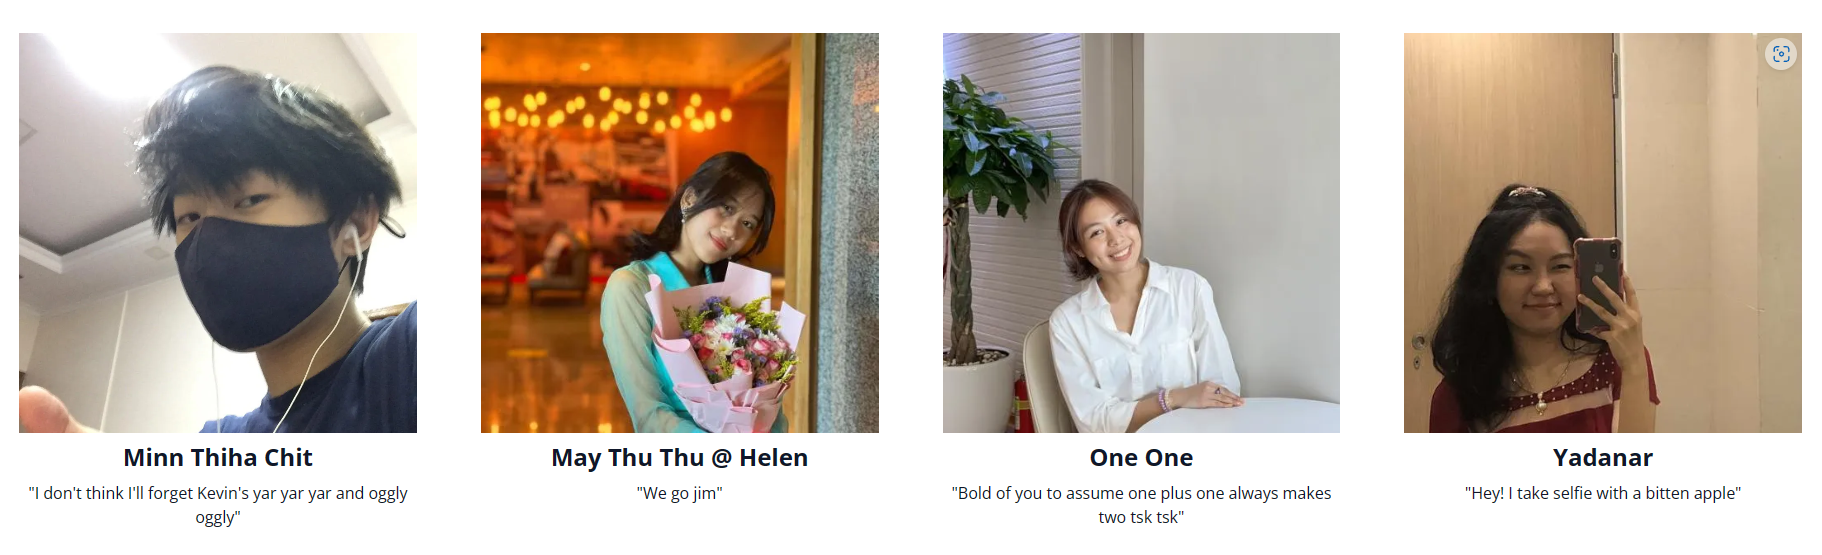 Minn Thiha Chit
"I don't think I'll forget Kevin's yar yar yar and oggly
oggly"
May Thu Thu @ Helen
"We go jim"
One One
"Bold of you to assume one plus one always makes
two tsk tsk"
Yadanar
"Hey! I take selfie with a bitten apple"